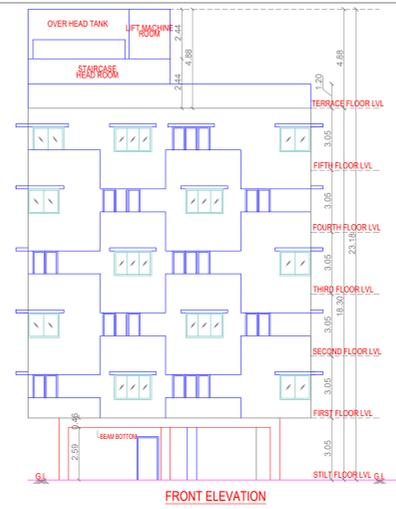 OVER HEAD TANK
LIFT MACHINE
ROOM
2.44
4.88
4.88
STAIRCASE
HEAD ROOM
2.44
1.20
TERRACE FLOOR LVL
3.05
FIFTH FLOOR LVL
3.05
FOURTH FLOOR LVL
23.18
3.05
THIRD FLOOR LVL
18.30
3.05
SECOND FLOOR LVL
3.05
FIRST FLOOR LVL
0.46
BEAM BOTTOM
2.59
3.05
G.L
STILT FLOOR LVL
G.L
FRONT ELEVATION